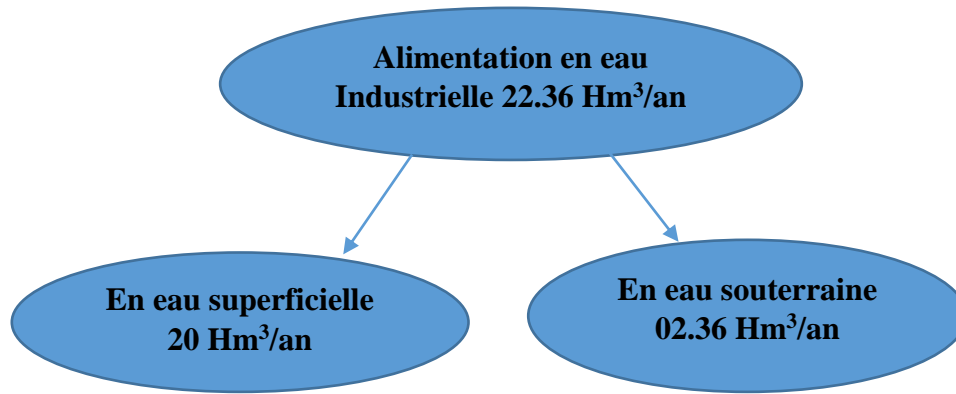 Alimentation en eau
Industrielle 22.36 Hm³/an
En eau superficielle
20 Hm³/an
En eau souterraine
02.36 Hm³/an